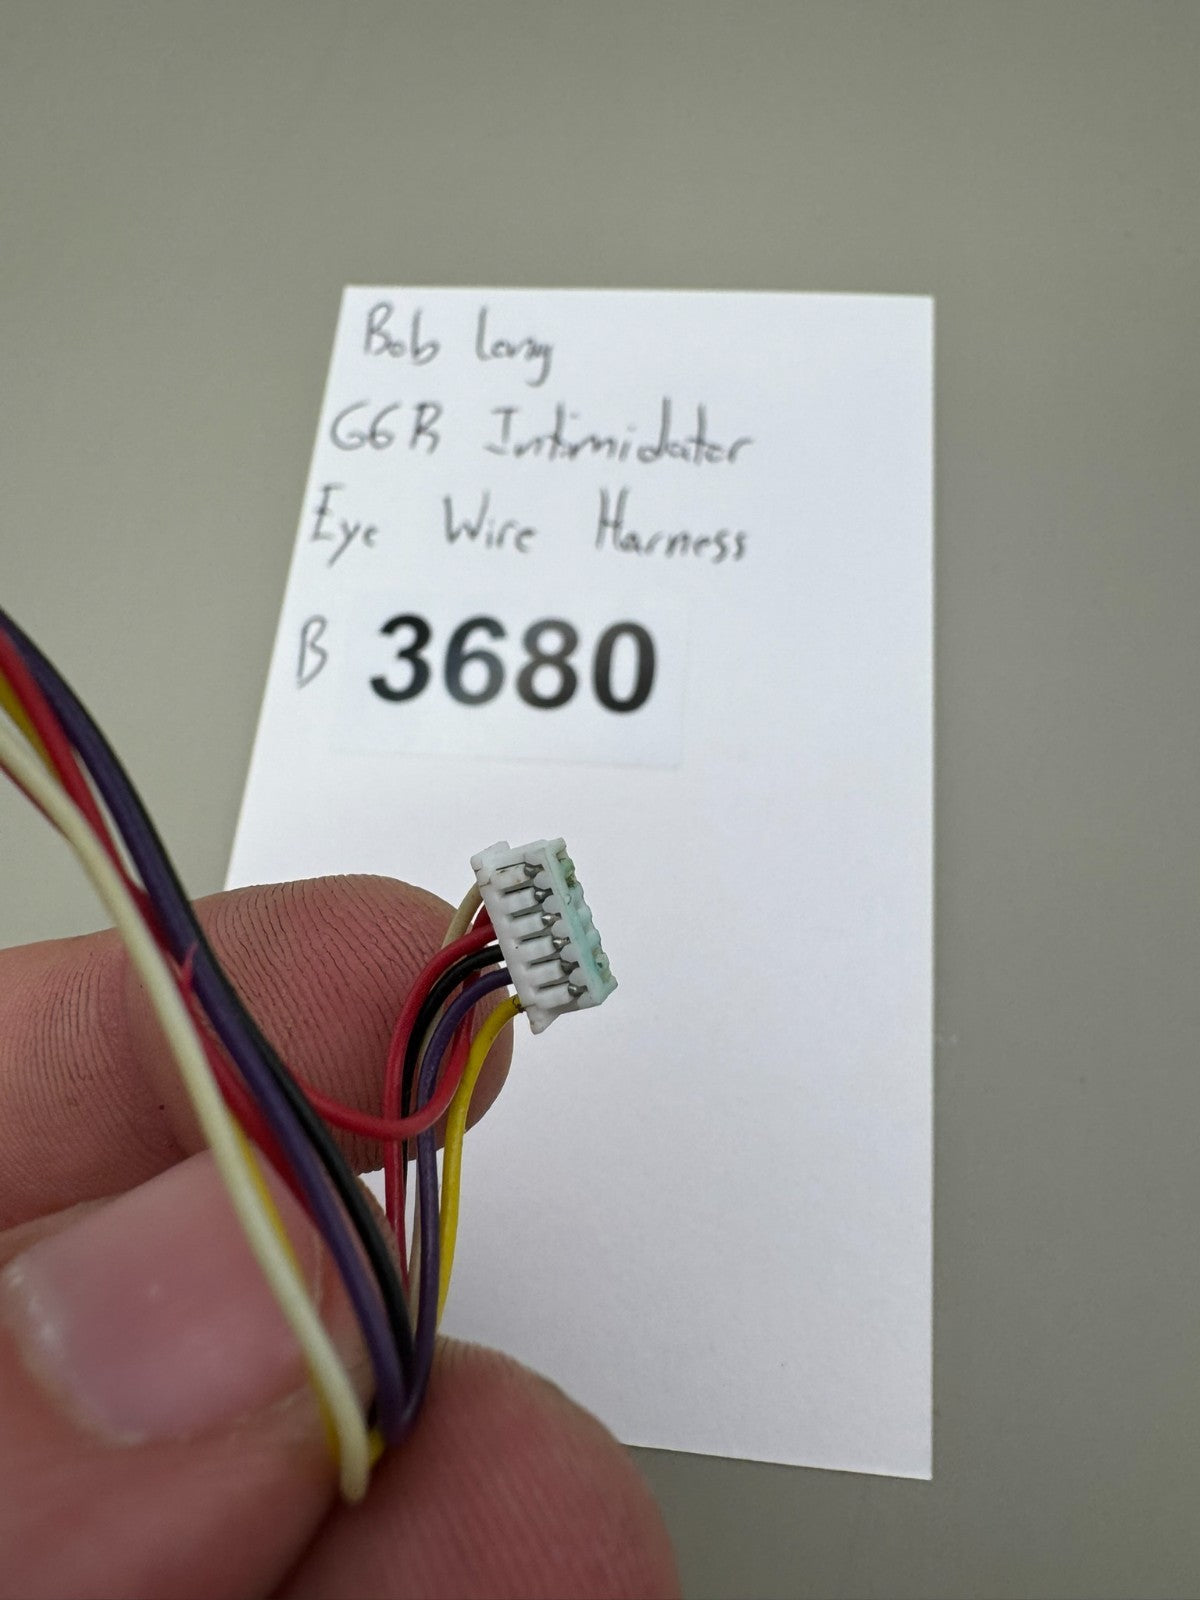 Bob Long
G6R Intimidator
Eye Wire Harness
B 3680